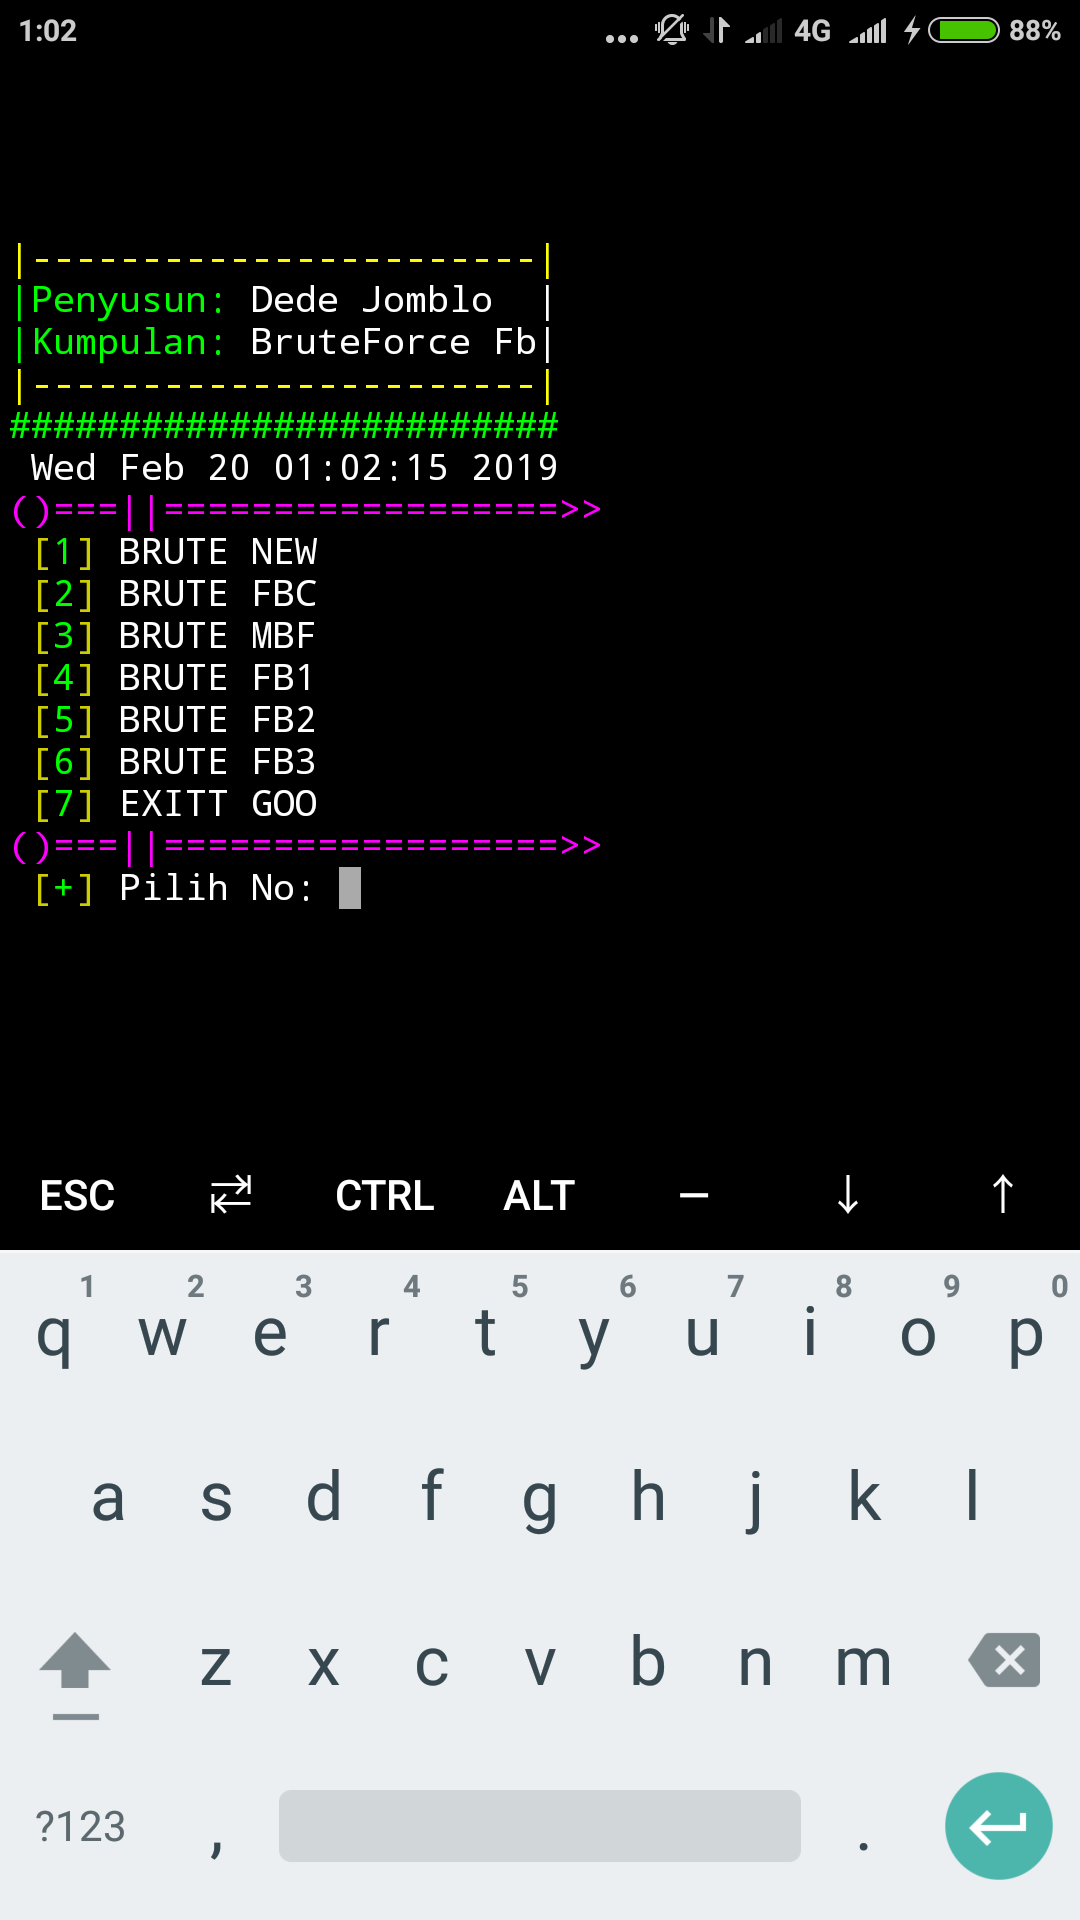 1:02
... 4G 88%
|-----------------------|
|Penyusun: Dede Jomblo  |
|Kumpulan: BruteForce Fb|
|-----------------------|
#########################
Wed Feb 20 01:02:15 2019
()===||==================>>
[1] BRUTE NEW
[2] BRUTE FBC
[3] BRUTE MBF
[4] BRUTE FB1
[5] BRUTE FB2
[6] BRUTE FB3
[7] EXITT GOO
()===||==================>>
[+] Pilih No:
ESC CTRL ALT — ↓ ↑
1 2 3 4 5 6 7 8 9 0
q w e r t y u i o p
a s d f g h j k l
z x c v b n m
?123 , .